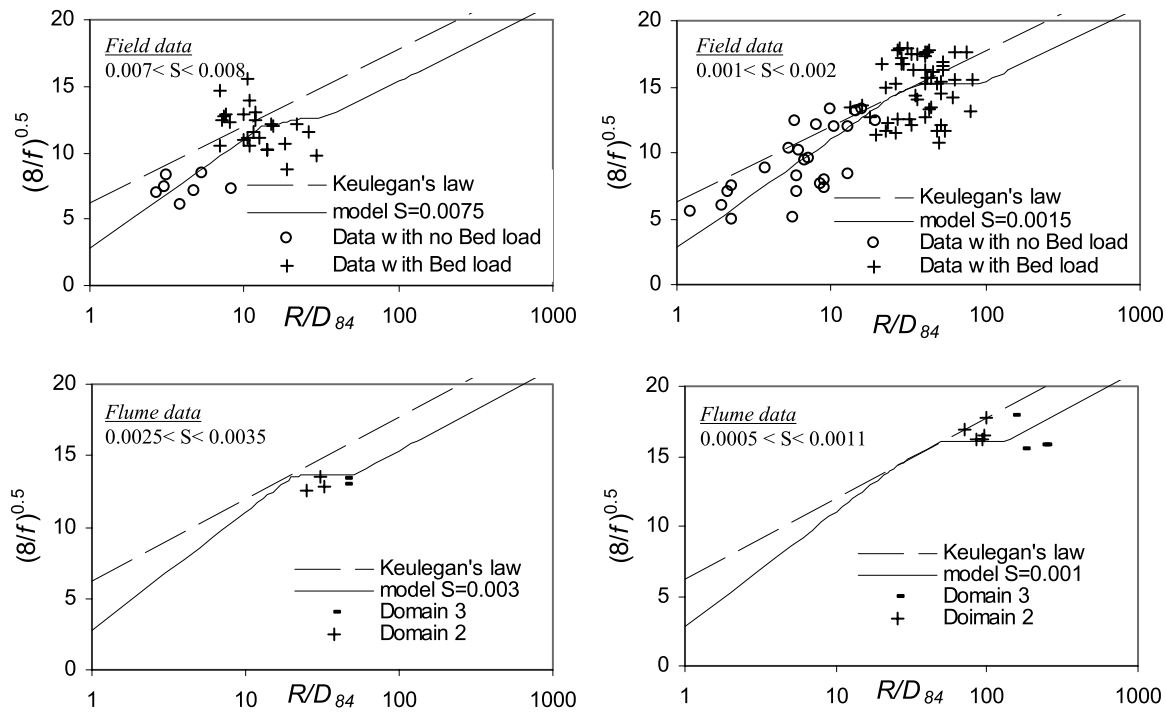 20
15
10
5
0
(8/f)^0.5
Field data
0.007< S< 0.008
Keulegan's law
model S=0.0075
Data with no Bed load
Data with Bed load
1
10
100
1000
R/D84
20
15
10
5
0
(8/f)^0.5
Field data
0.001 < S < 0.002
Keulegan's law
model S=0.0015
Data with no Bed load
Data with Bed load
1
10
100
1000
R/D84
20
15
10
5
0
(8/f)^0.5
Flume data
0.0025< S< 0.0035
Keulegan's law
model S=0.003
Domain 3
Domain 2
1
10
100
1000
R/D84
20
15
10
5
0
(8/f)^0.5
Flume data
0.0005 < S< 0.0011
Keulegan's law
model S=0.001
Domain 3
Doimain 2
1
10
100
1000
R/D84